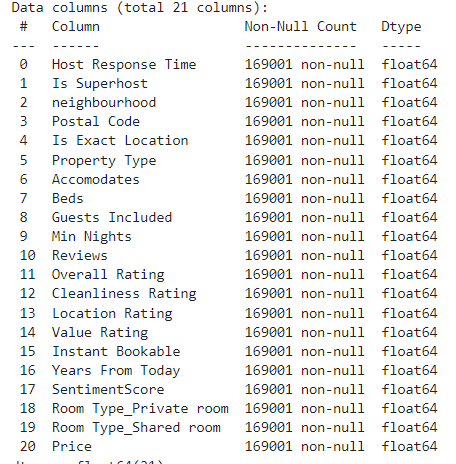 Data columns (total 21 columns):
# Column Non-Null Count Dtype
--- ------ -------------- -----
0 Host Response Time 169001 non-null float64
1 Is Superhost 169001 non-null float64
2 neighbourhood 169001 non-null float64
3 Postal Code 169001 non-null float64
4 Is Exact Location 169001 non-null float64
5 Property Type 169001 non-null float64
6 Accomodates 169001 non-null float64
7 Beds 169001 non-null float64
8 Guests Included 169001 non-null float64
9 Min Nights 169001 non-null float64
10 Reviews 169001 non-null float64
11 Overall Rating 169001 non-null float64
12 Cleanliness Rating 169001 non-null float64
13 Location Rating 169001 non-null float64
14 Value Rating 169001 non-null float64
15 Instant Bookable 169001 non-null float64
16 Years From Today 169001 non-null float64
17 SentimentScore 169001 non-null float64
18 Room Type_Private room 169001 non-null float64
19 Room Type_Shared room 169001 non-null float64
20 Price 169001 non-null float64